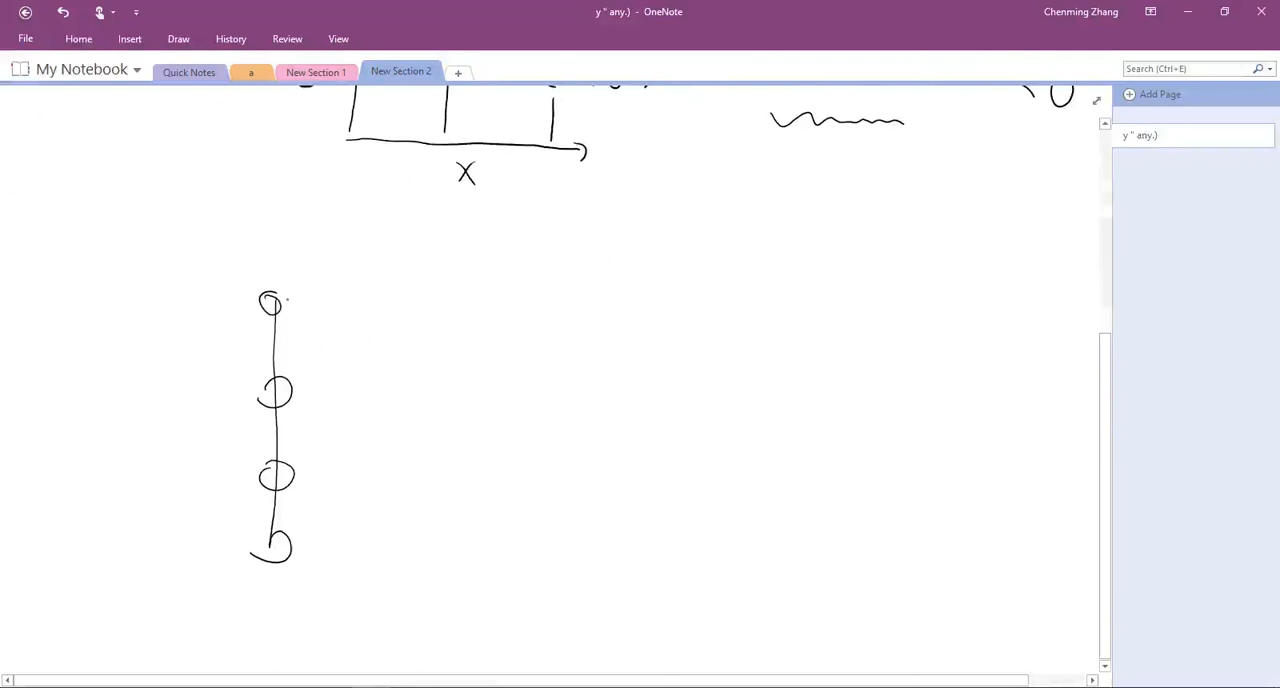 y " any.) - OneNote
Chenming Zhang
File Home Insert Draw History Review View
My Notebook Quick Notes a New Section 1 New Section 2 +
Search (Ctrl+E)
Add Page
y " any.)
x